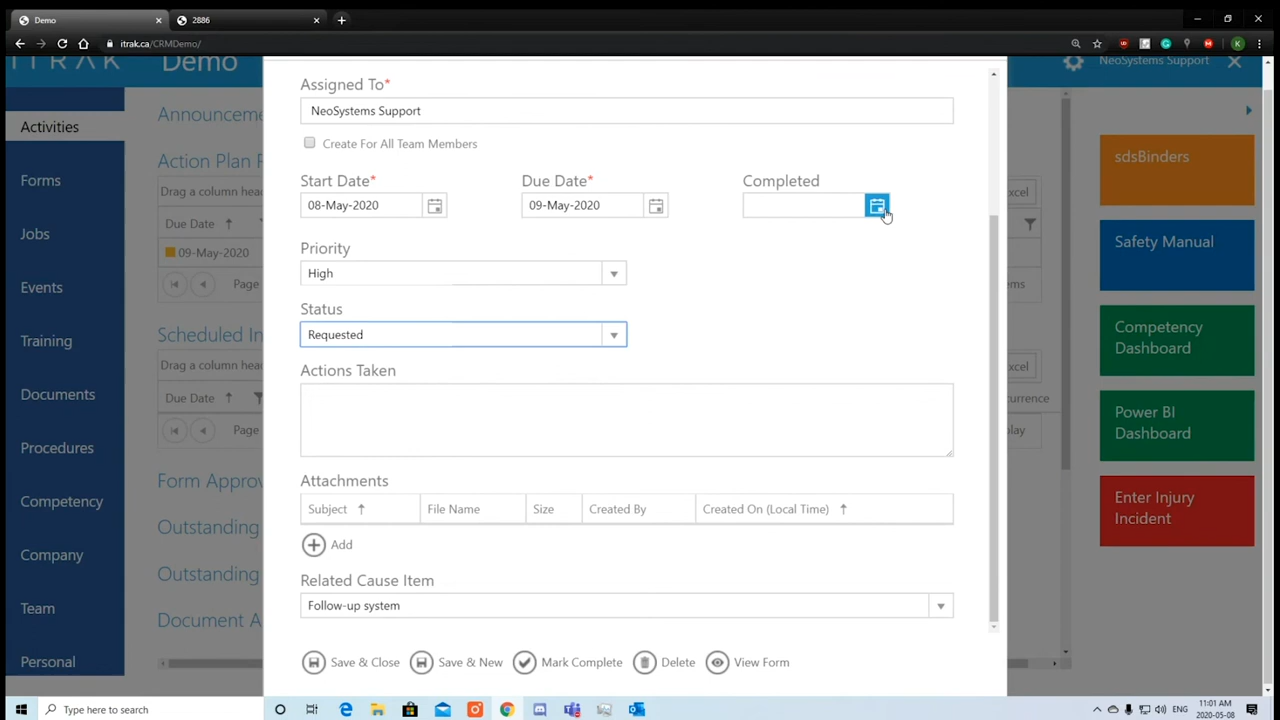 Demo
2886
itrak.ca/CRMDemo/
ITRAK
Demo
NeoSystems Support
Activities
Forms
Jobs
Events
Training
Documents
Procedures
Competency
Company
Team
Personal
Announceme
Action Plan F
Drag a column head
xcel
Due Date
09-May-2020
Page
ems
Scheduled In
Drag a column head
xcel
Due Date
currence
Page
play
Form Approv
Outstanding
Outstanding
Document A
Assigned To*
NeoSystems Support
Create For All Team Members
Start Date*
Due Date*
Completed
08-May-2020
09-May-2020
Priority
High
Status
Requested
Actions Taken
Attachments
Subject
File Name
Size
Created By
Created On (Local Time)
Add
Related Cause Item
Follow-up system
Save & Close
Save & New
Mark Complete
Delete
View Form
sdsBinders
Safety Manual
Competency
Dashboard
Power BI
Dashboard
Enter Injury
Incident
Type here to search
ENG
11:01 AM
2020-05-08